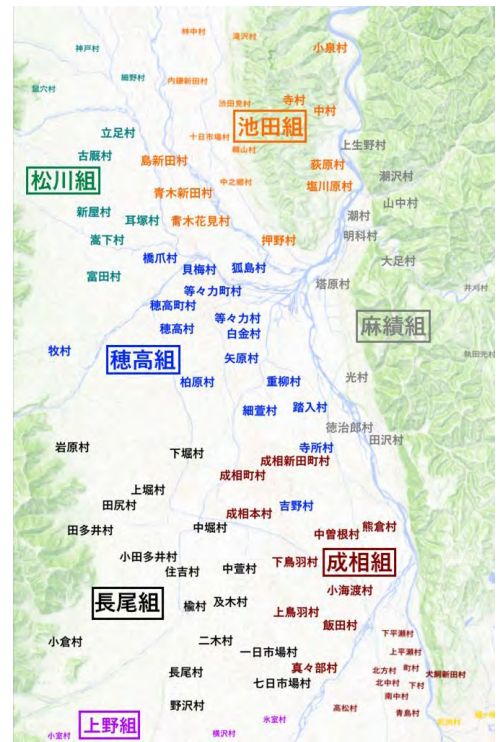 林中村
滝沢村
神戸村
小泉村
細野村
内鎌新田村
鼠穴村
池田見村
寺村
中村
池田組
立足村
十日市場村
上生野村
古厩村
島新田村
荻原村
潮沢村
松川組
中之郷村
塩川原村
青木新田村
山中村
新屋村
耳塚村
青木花見村
潮村
嵩下村
押野村
明科村
橋爪村
大足村
富田村
貝梅村
狐島村
塔原村
井刈村
等々力町村
穂高町村
穂高村
等々力村
白金村
麻績組
牧村
穂高組
矢原村
柏原村
重柳村
光村
細萱村
踏入村
徳治郎村
田沢村
岩原村
下堀村
寺所村
成相新田町村
成相町村
上堀村
田尻村
成相本村
吉野村
田多井村
中堀村
中曽根村
熊倉村
小田多井村
住吉村
中萱村
下鳥羽村
成相組
長尾組
楡村
及木村
小海渡村
上鳥羽村
飯田村
小倉村
二木村
一日市場村
下平瀬村
上平瀬村
長尾村
真々部村
七日市場村
北方村
町村
犬飼新田村
北中村
下村
野沢村
南中村
高松村
青島村
上野組
氷室村
小室村
横沢村